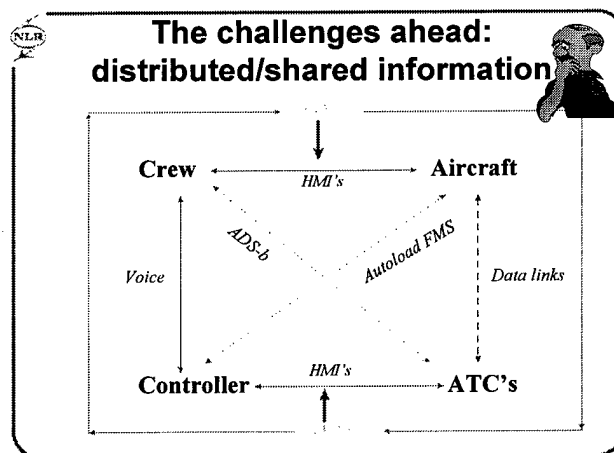 NLR
The challenges ahead:
distributed/shared information
Crew
HMI's
Aircraft
ADS-b
Autoload FMS
Voice
Data links
HMI's
Controller
ATC's